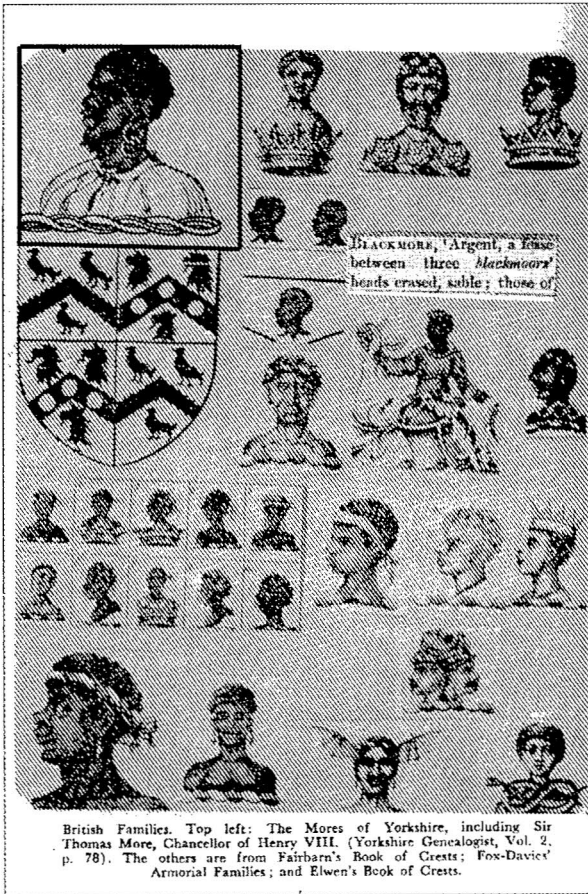 BLACKMORE, 'Argent, a fesse
between three blackmoors'
heads erased, sable; those of
British Families. Top left: The Mores of Yorkshire, including Sir
Thomas More, Chancellor of Henry VIII. (Yorkshire Genealogist, Vol. 2,
p. 78). The others are from Fairbarn's Book of Crests; Fox-Davies'
Armorial Families; and Elwen's Book of Crests.